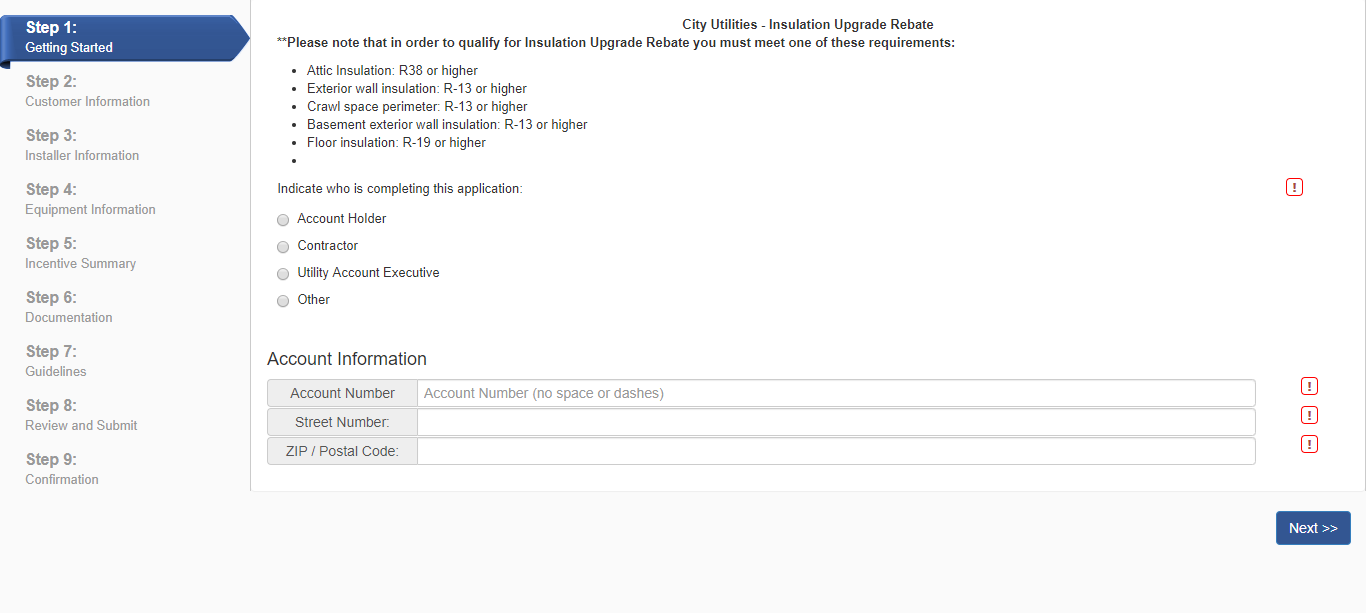 Step 1:
Getting Started
Step 2:
Customer Information
Step 3:
Installer Information
Step 4:
Equipment Information
Step 5:
Incentive Summary
Step 6:
Documentation
Step 7:
Guidelines
Step 8:
Review and Submit
Step 9:
Confirmation
City Utilities - Insulation Upgrade Rebate
**Please note that in order to qualify for Insulation Upgrade Rebate you must meet one of these requirements:
• Attic Insulation: R38 or higher
• Exterior wall insulation: R-13 or higher
• Crawl space perimeter: R-13 or higher
• Basement exterior wall insulation: R-13 or higher
• Floor insulation: R-19 or higher
•
Indicate who is completing this application: !
Account Holder
Contractor
Utility Account Executive
Other
Account Information
Account Number Account Number (no space or dashes) !
Street Number: !
ZIP / Postal Code: !
Next >>